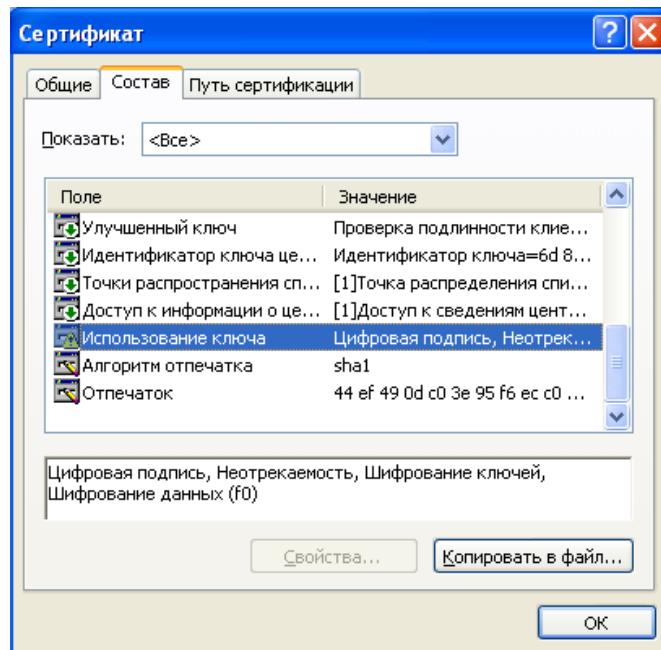 Сертификат
Общие Состав Путь сертификации
Показать: <Все>
Поле Значение
Улучшенный ключ Проверка подлинности клие...
Идентификатор ключа це... Идентификатор ключа=6d 8...
Точки распространения сп... [1]Точка распределения спи...
Доступ к информации о це... [1]Доступ к сведениям цент...
Использование ключа Цифровая подпись, Неотрек...
Алгоритм отпечатка sha1
Отпечаток 44 ef 49 0d c0 3e 95 f6 ec c0 ...
Цифровая подпись, Неотрекаемость, Шифрование ключей,
Шифрование данных (f0)
Свойства... Копировать в файл...
ОК